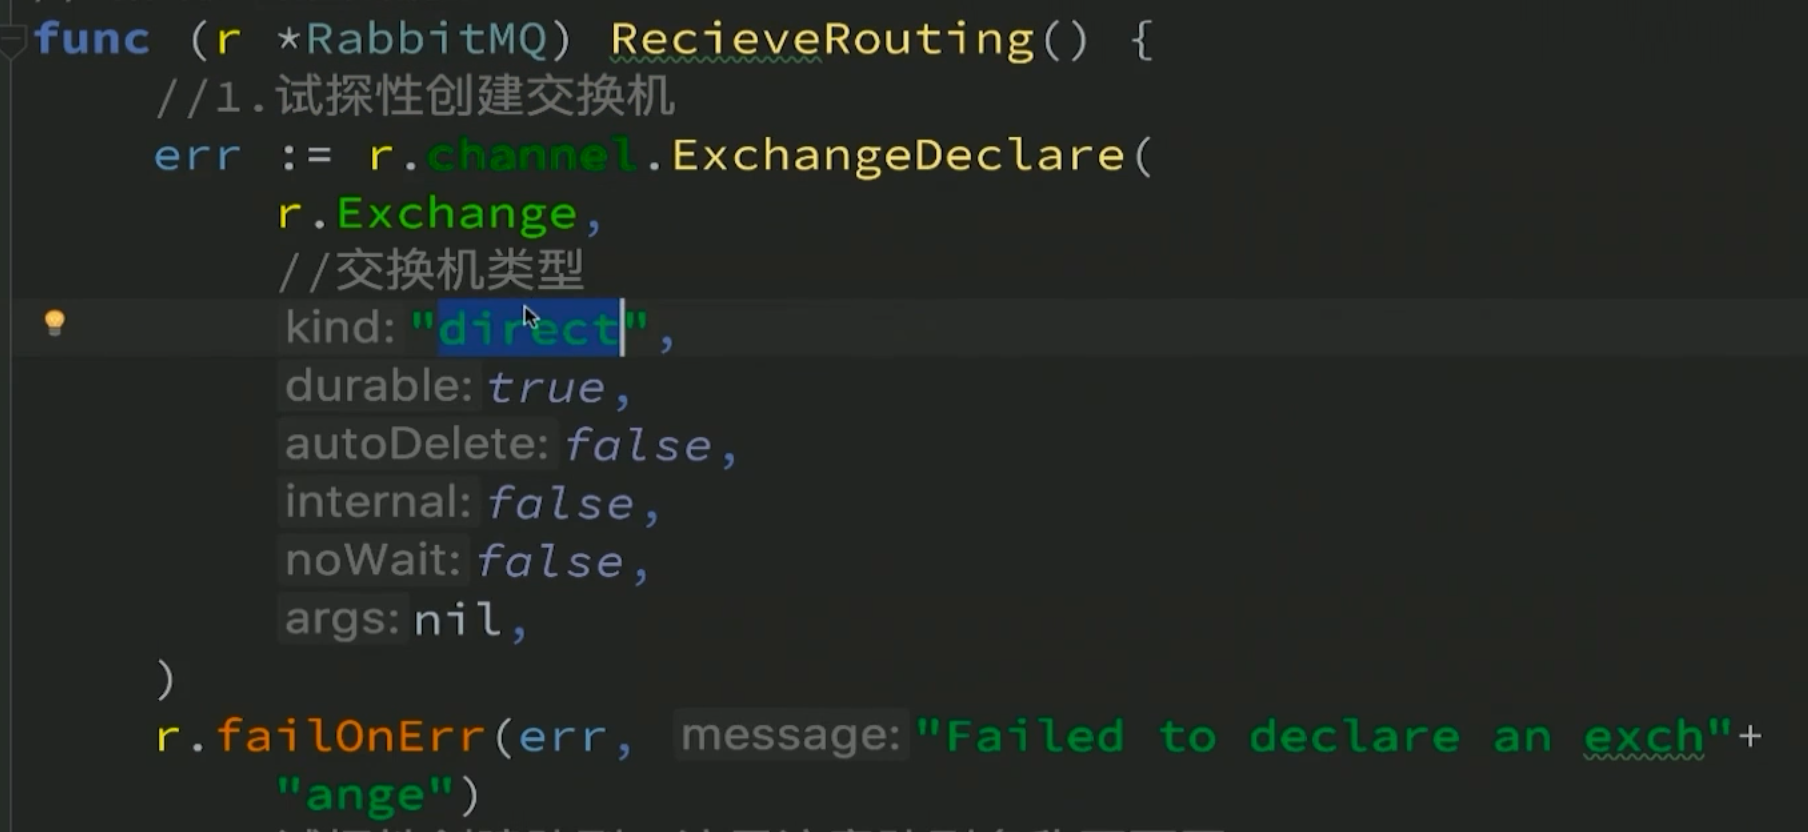 func (r *RabbitMQ) RecieveRouting() {
//1.试探性创建交换机
err := r.channel.ExchangeDeclare(
r.Exchange,
//交换机类型
kind: "direct",
durable: true,
autoDelete: false,
internal: false,
noWait: false,
args: nil,
)
r.failOnErr(err, message: "Failed to declare an exch"+
"ange")